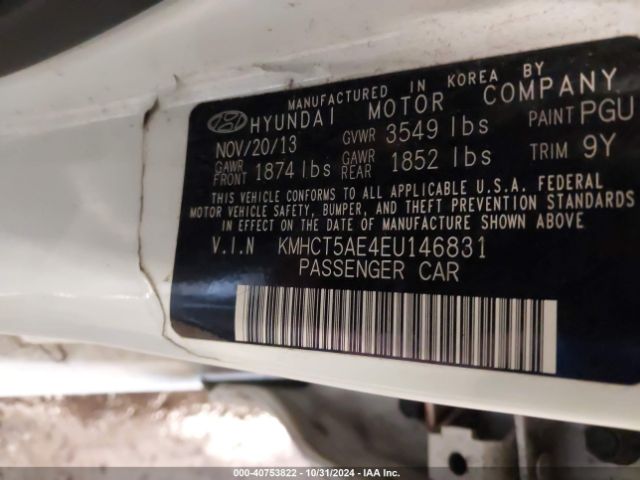 MANUFACTURED IN KOREA BY
HYUNDAI MOTOR COMPANY
NOV/20/13 GVWR 3549 lbs PAINT PGU
GAWR FRONT 1874 lbs GAWR REAR 1852 lbs TRIM 9Y
THIS VEHICLE CONFORMS TO ALL APPLICABLE U.S.A. FEDERAL
MOTOR VEHICLE SAFETY, BUMPER, AND THEFT PREVENTION STANDARDS
IN EFFECT ON THE DATE OF MANUFACTURE SHOWN ABOVE.
V.I.N KMHCT5AE4EU146831
PASSENGER CAR
000-40753822 - 10/31/2024 - IAA Inc.